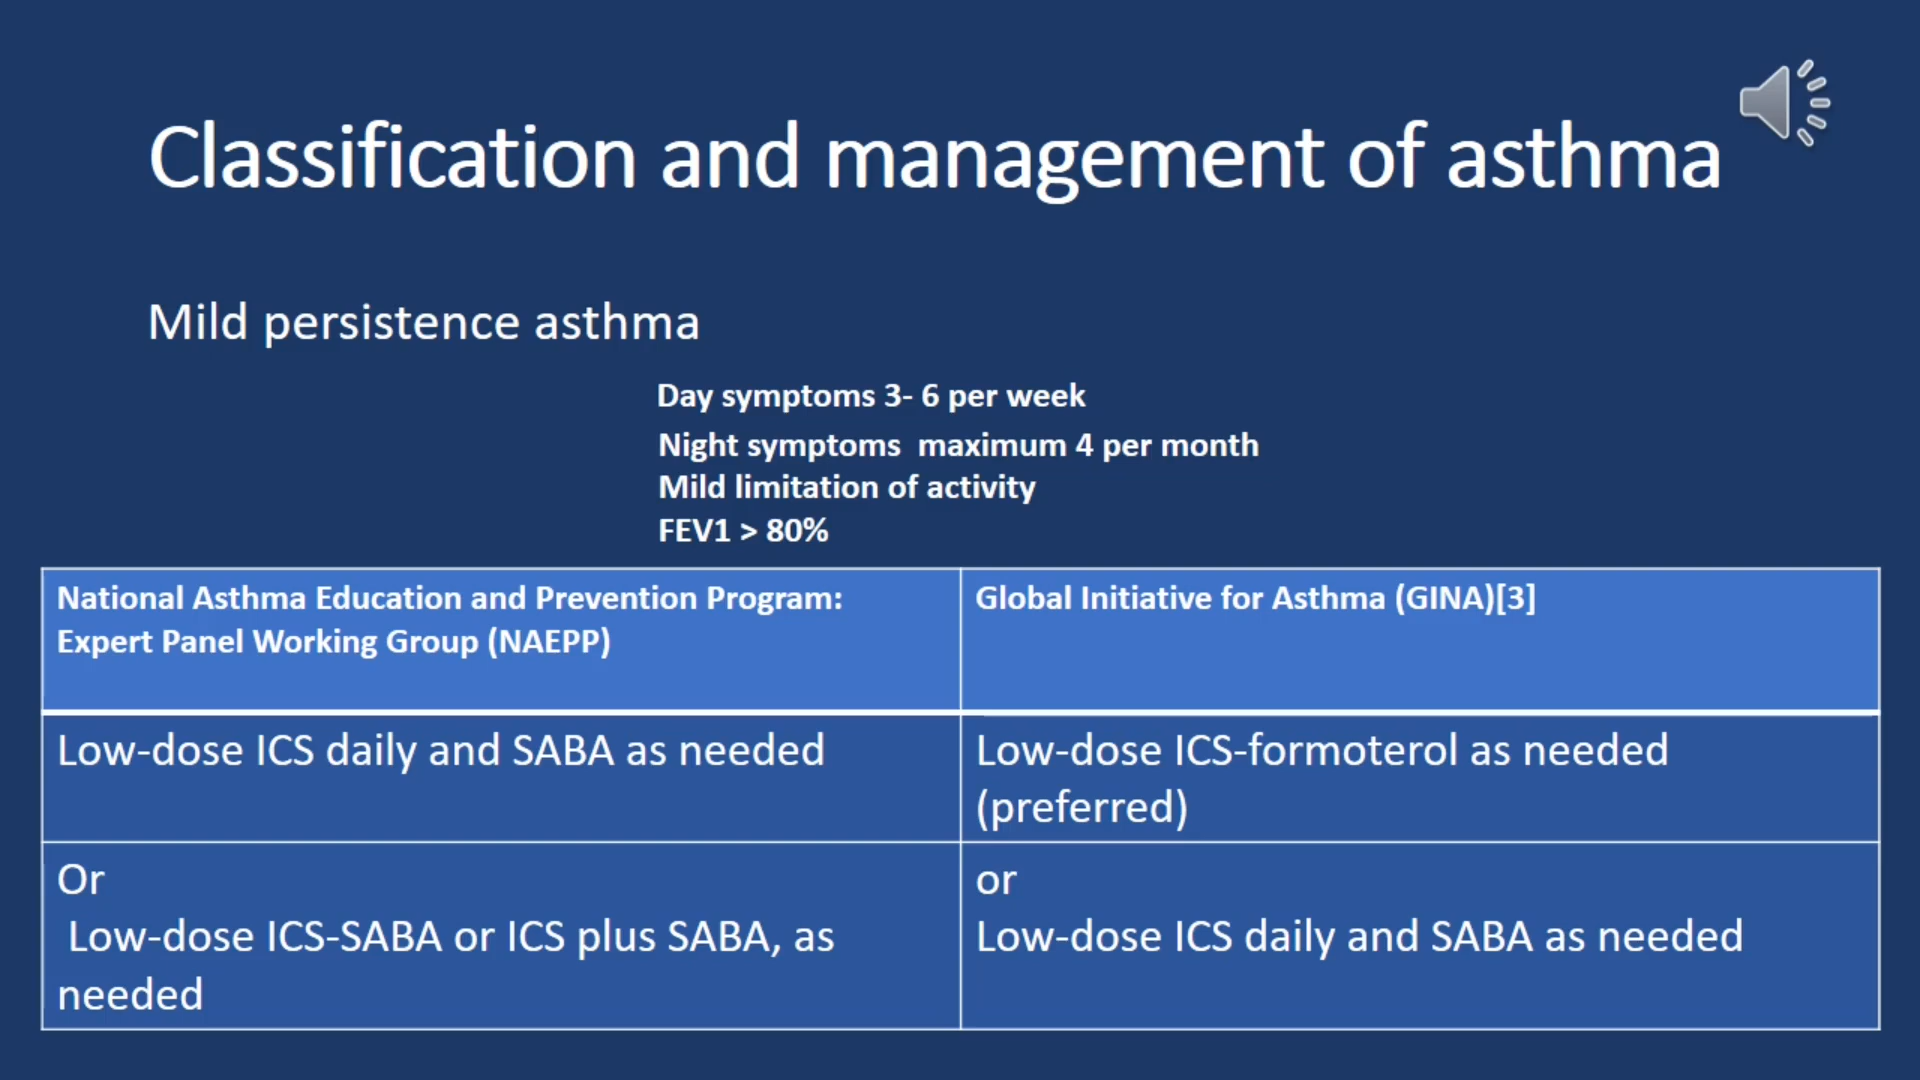 Classification and management of asthma
Mild persistence asthma
Day symptoms 3- 6 per week
Night symptoms  maximum 4 per month
Mild limitation of activity
FEV1 > 80%
National Asthma Education and Prevention Program:
Expert Panel Working Group (NAEPP)
Global Initiative for Asthma (GINA)[3]
Low-dose ICS daily and SABA as needed
Low-dose ICS-formoterol as needed
(preferred)
Or
Low-dose ICS-SABA or ICS plus SABA, as
needed
or
Low-dose ICS daily and SABA as needed